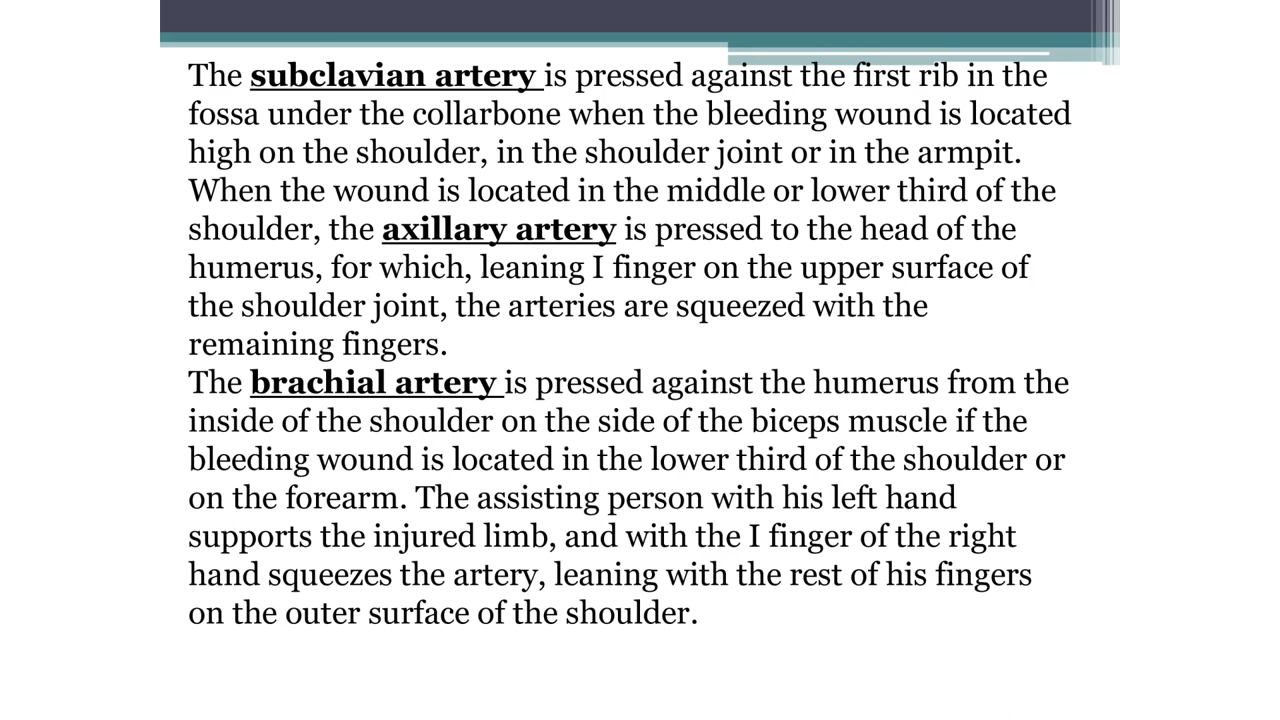 The subclavian artery is pressed against the first rib in the
fossa under the collarbone when the bleeding wound is located
high on the shoulder, in the shoulder joint or in the armpit.
When the wound is located in the middle or lower third of the
shoulder, the axillary artery is pressed to the head of the
humerus, for which, leaning I finger on the upper surface of
the shoulder joint, the arteries are squeezed with the
remaining fingers.
The brachial artery is pressed against the humerus from the
inside of the shoulder on the side of the biceps muscle if the
bleeding wound is located in the lower third of the shoulder or
on the forearm. The assisting person with his left hand
supports the injured limb, and with the I finger of the right
hand squeezes the artery, leaning with the rest of his fingers
on the outer surface of the shoulder.